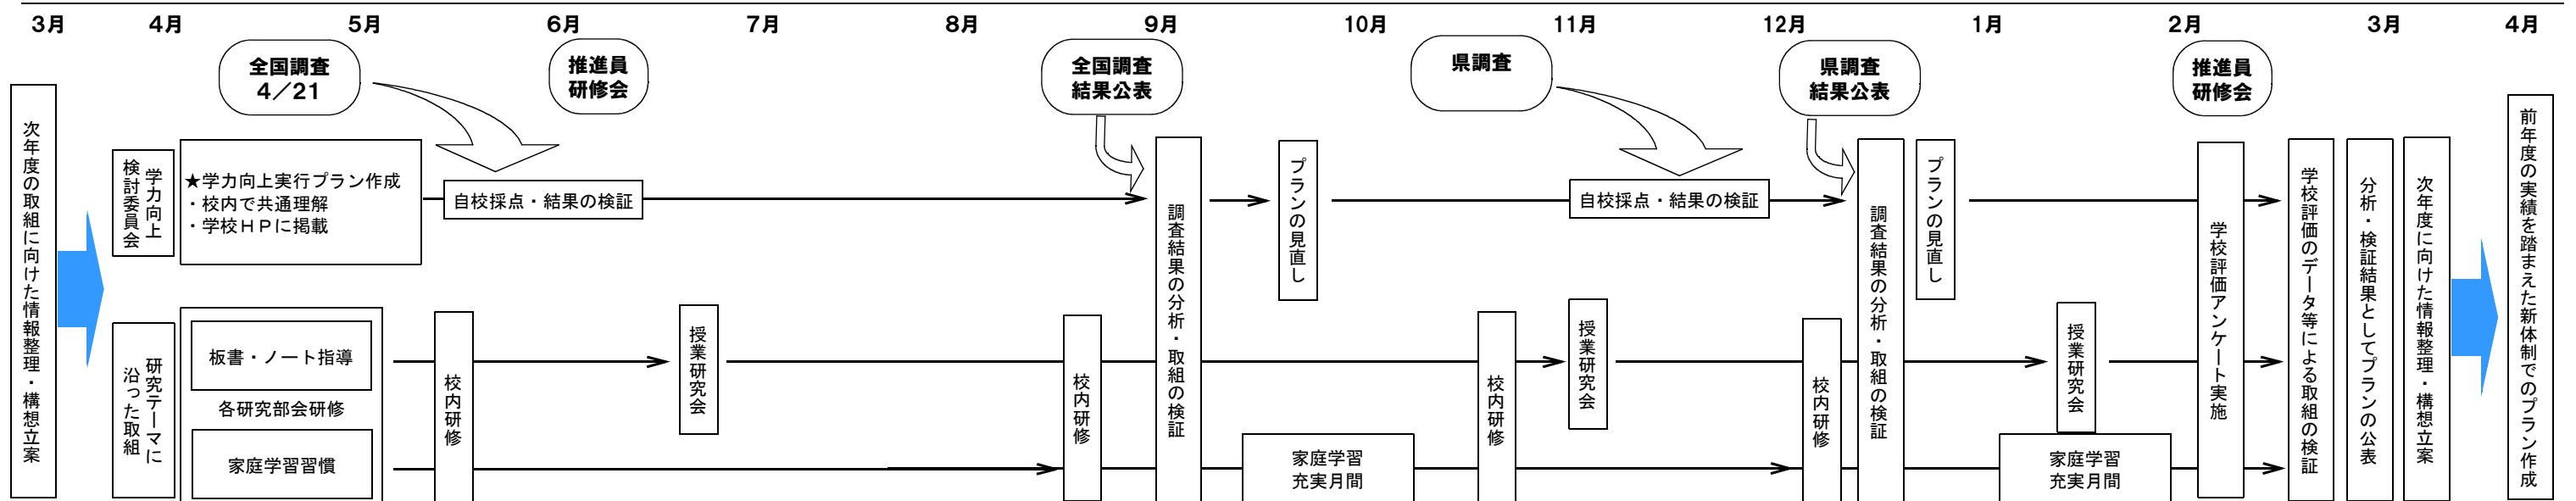 3月 4月 5月 6月 7月 8月 9月 10月 11月 12月 1月 2月 3月 4月
全国調査
4／21
推進員
研修会
全国調査
結果公表
県調査
県調査
結果公表
推進員
研修会
次年度の取組に向けた情報整理・構想立案
学力向上
検討委員会
★学力向上実行プラン作成
・校内で共通理解
・学校ＨＰに掲載
自校採点・結果の検証
調査結果の分析・取組の検証
プランの見直し
自校採点・結果の検証
調査結果の分析・取組の検証
プランの見直し
学校評価アンケート実施
学校評価のデータ等による取組の検証
分析・検証結果としてプランの公表
次年度に向けた情報整理・構想立案
前年度の実績を踏まえた新体制でのプラン作成
研究テーマに
沿った取組
板書・ノート指導
各研究部会研修
家庭学習習慣
校内研修
授業研究会
校内研修
家庭学習
充実月間
校内研修
授業研究会
校内研修
授業研究会
家庭学習
充実月間